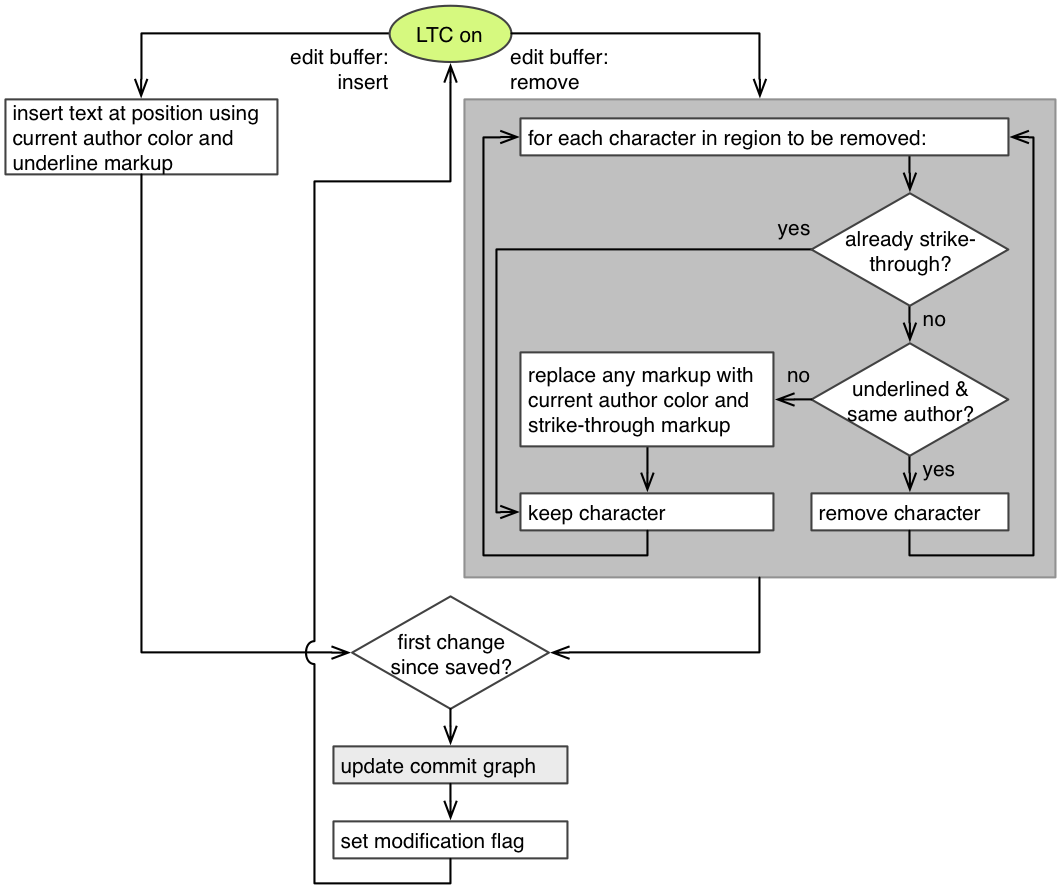 LTC on
edit buffer:
insert
edit buffer:
remove
insert text at position using
current author color and
underline markup
for each character in region to be removed:
yes
already strike-
through?
no
replace any markup with
current author color and
strike-through markup
no
underlined &
same author?
yes
keep character
remove character
first change
since saved?
update commit graph
set modification flag